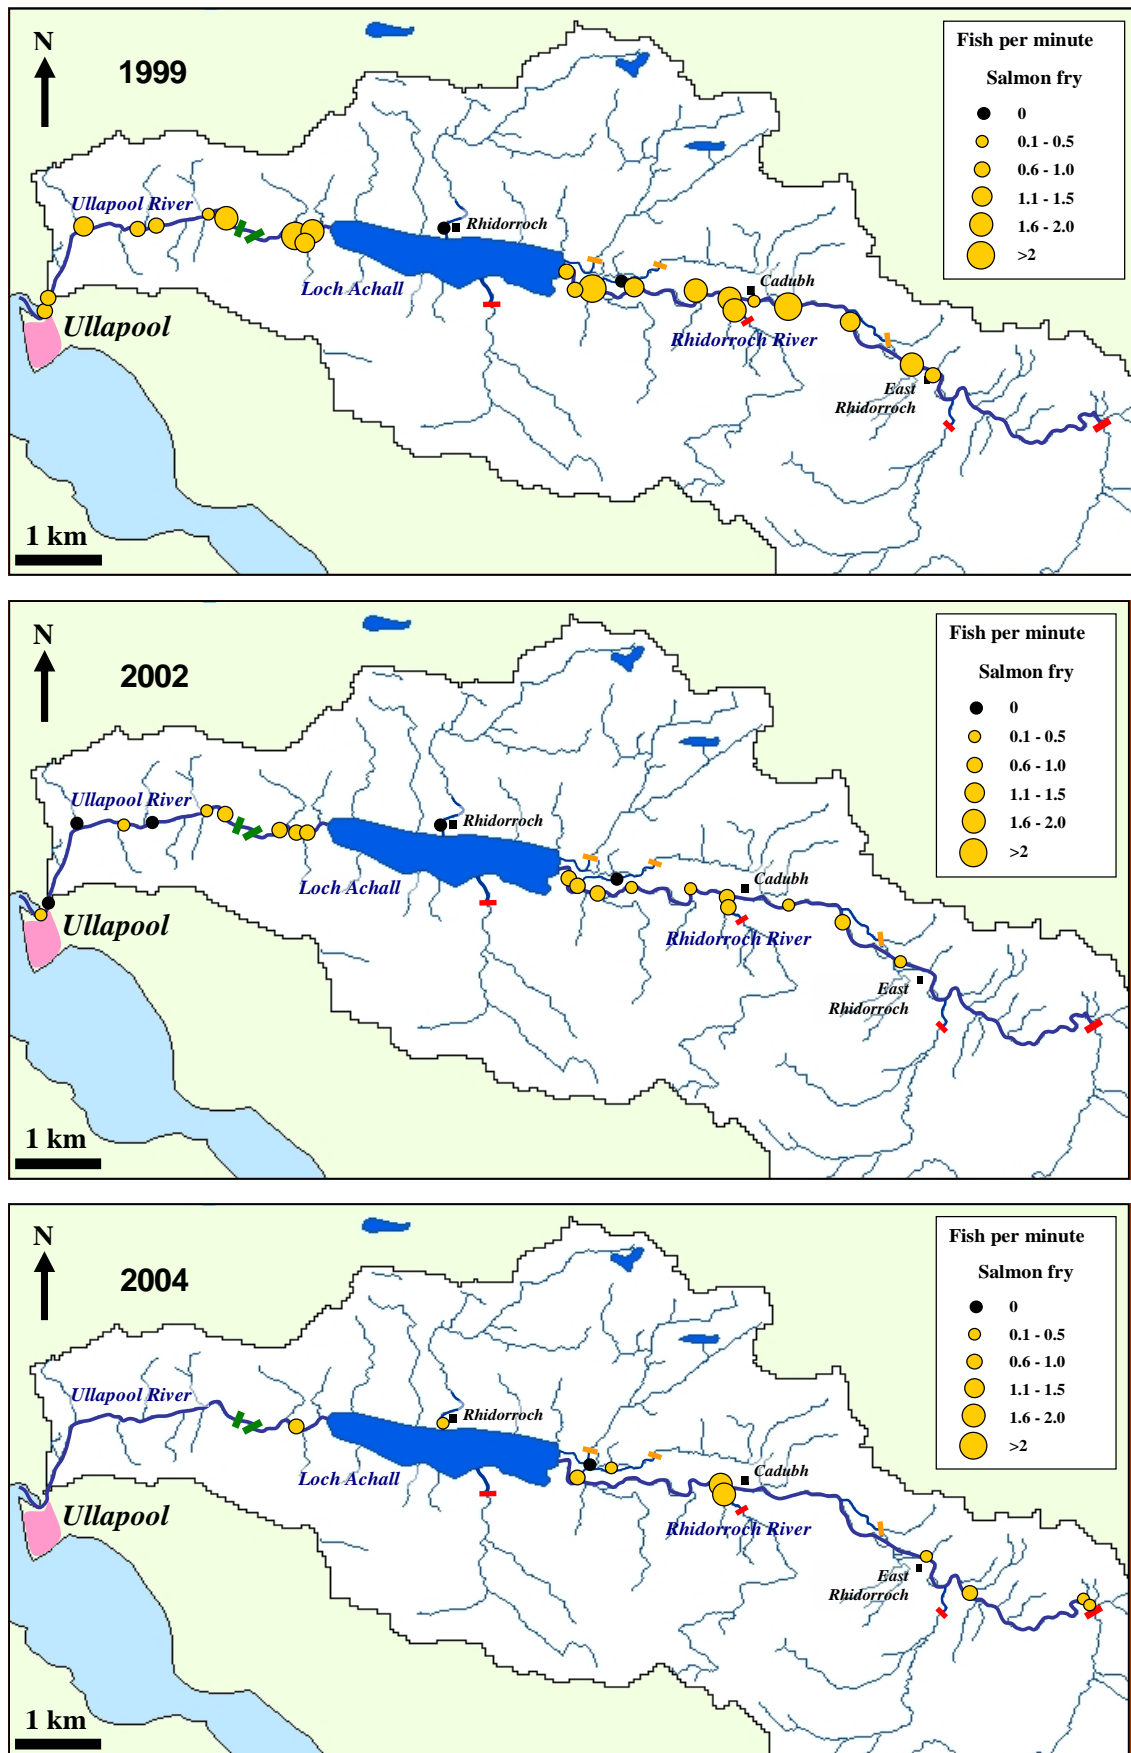 N
1999
Fish per minute
Salmon fry
0
0.1 - 0.5
0.6 - 1.0
1.1 - 1.5
1.6 - 2.0
>2
Ullapool River
Rhidorroch
Loch Achall
Cadubh
Ullapool
Rhidorroch River
East
Rhidorroch
1 km
N
2002
Fish per minute
Salmon fry
0
0.1 - 0.5
0.6 - 1.0
1.1 - 1.5
1.6 - 2.0
>2
Ullapool River
Rhidorroch
Loch Achall
Cadubh
Ullapool
Rhidorroch River
East
Rhidorroch
1 km
N
2004
Fish per minute
Salmon fry
0
0.1 - 0.5
0.6 - 1.0
1.1 - 1.5
1.6 - 2.0
>2
Ullapool River
Rhidorroch
Loch Achall
Cadubh
Ullapool
Rhidorroch River
East
Rhidorroch
1 km